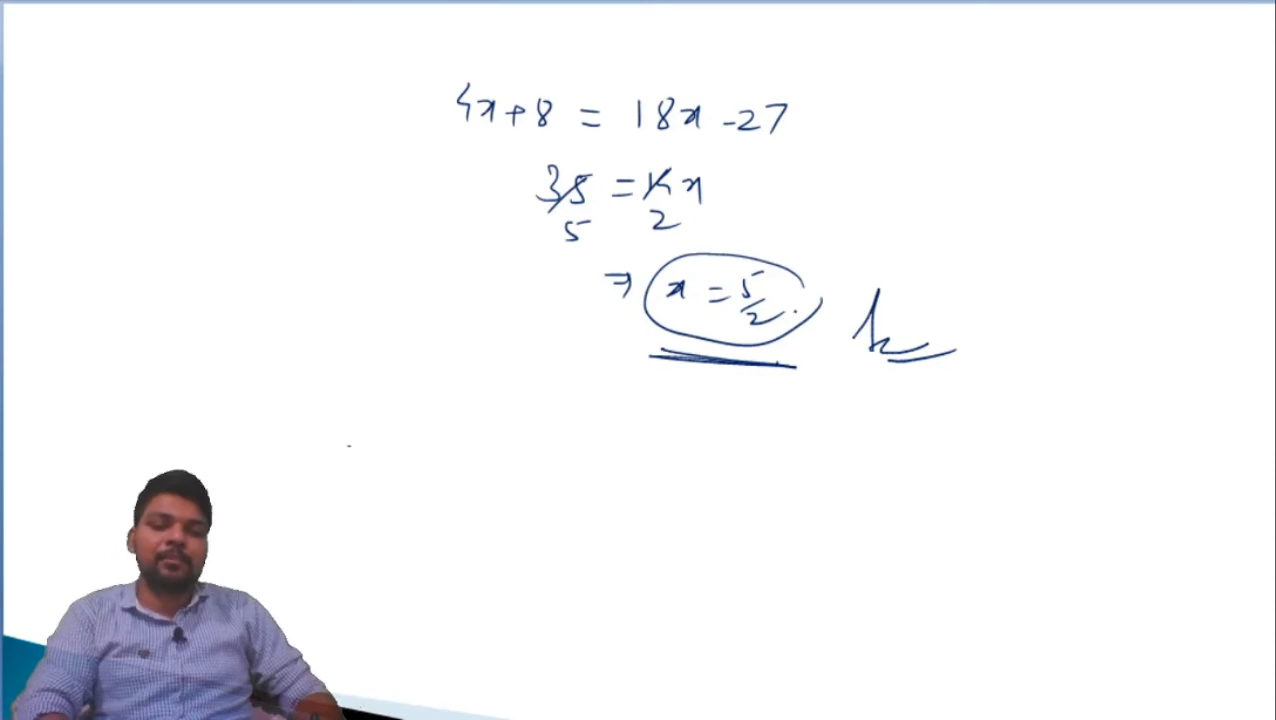 4x+8 = 18x -27
35 = 14x
5 2
⇒ x = 5/2.